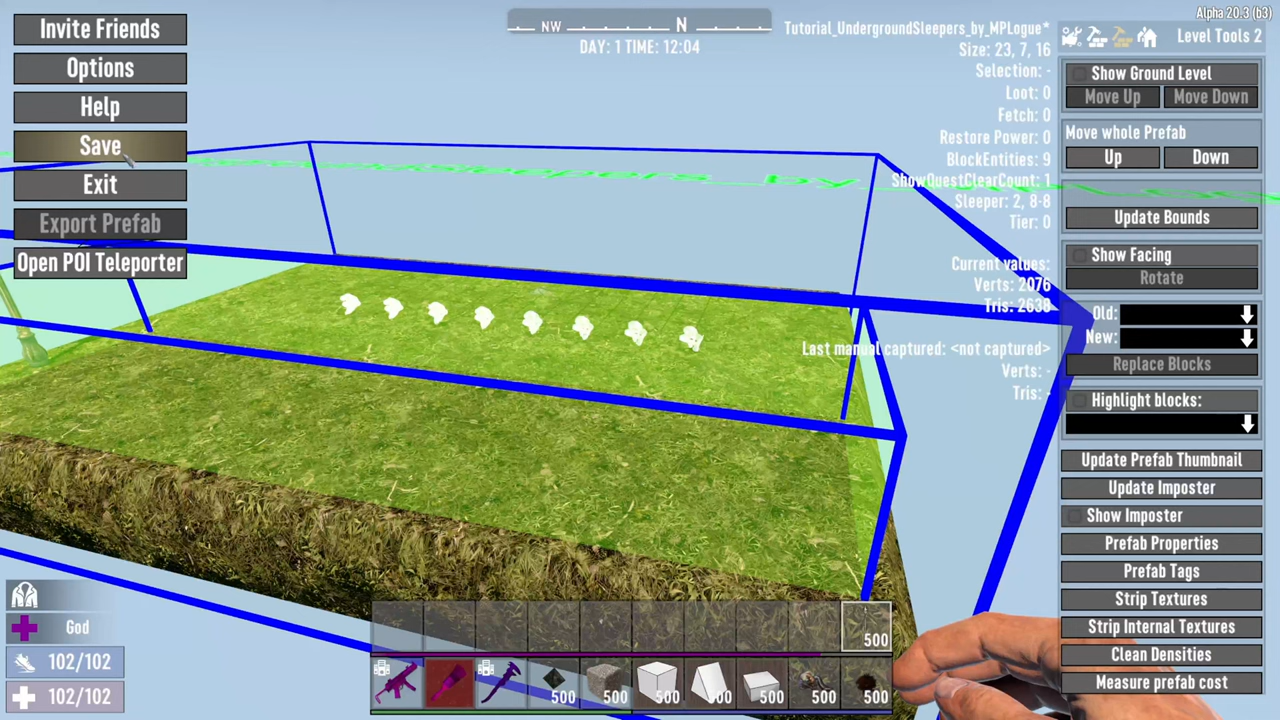 Invite Friends
Options
Help
Save
Exit
Export Prefab
Open POI Teleporter
NW
N
DAY: 1 TIME: 12:04
Alpha 20.3 (b3)
Tutorial_UndergroundSleepers_by_MPLogue*
Size: 23, 7, 16
Selection: -
Loot: 0
Fetch: 0
Restore Power: 0
BlockEntities: 9
ShowQuestClearCount: 1
Sleeper: 2, 8-8
Tier: 0
Current values:
Verts: 2076
Tris: 2638
Last manual captured: <not captured>
Verts: -
Tris: -
Level Tools 2
Show Ground Level
Move Up
Move Down
Move whole Prefab
Up
Down
Update Bounds
Show Facing
Rotate
Old:
New:
Replace Blocks
Highlight blocks:
Update Prefab Thumbnail
Update Imposter
Show Imposter
Prefab Properties
Prefab Tags
Strip Textures
Strip Internal Textures
Clean Densities
Measure prefab cost
God
102/102
102/102
500
500
500
500
500
500
500
500